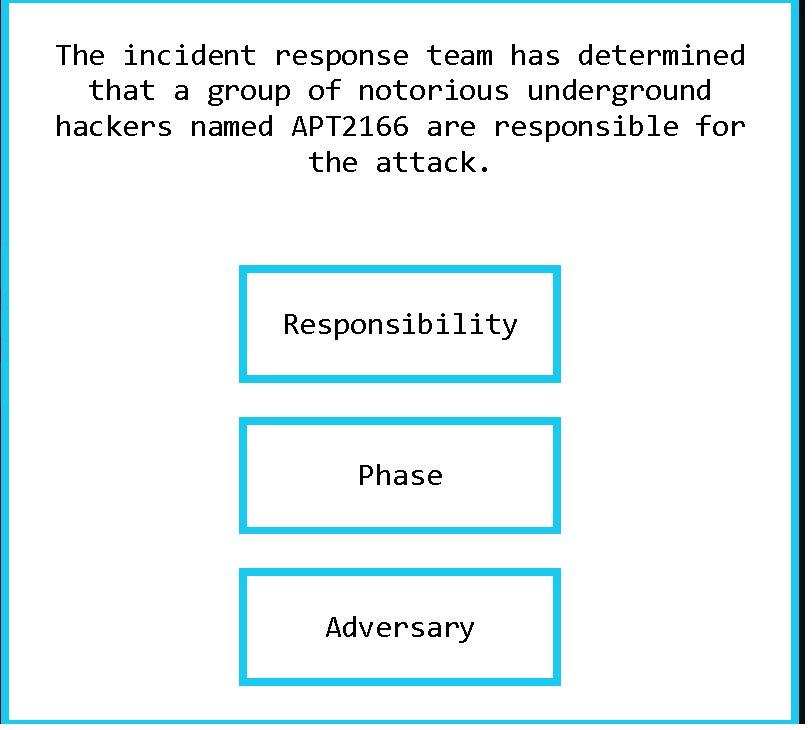 The incident response team has determined
that a group of notorious underground
hackers named APT2166 are responsible for
the attack.
Responsibility
Phase
Adversary